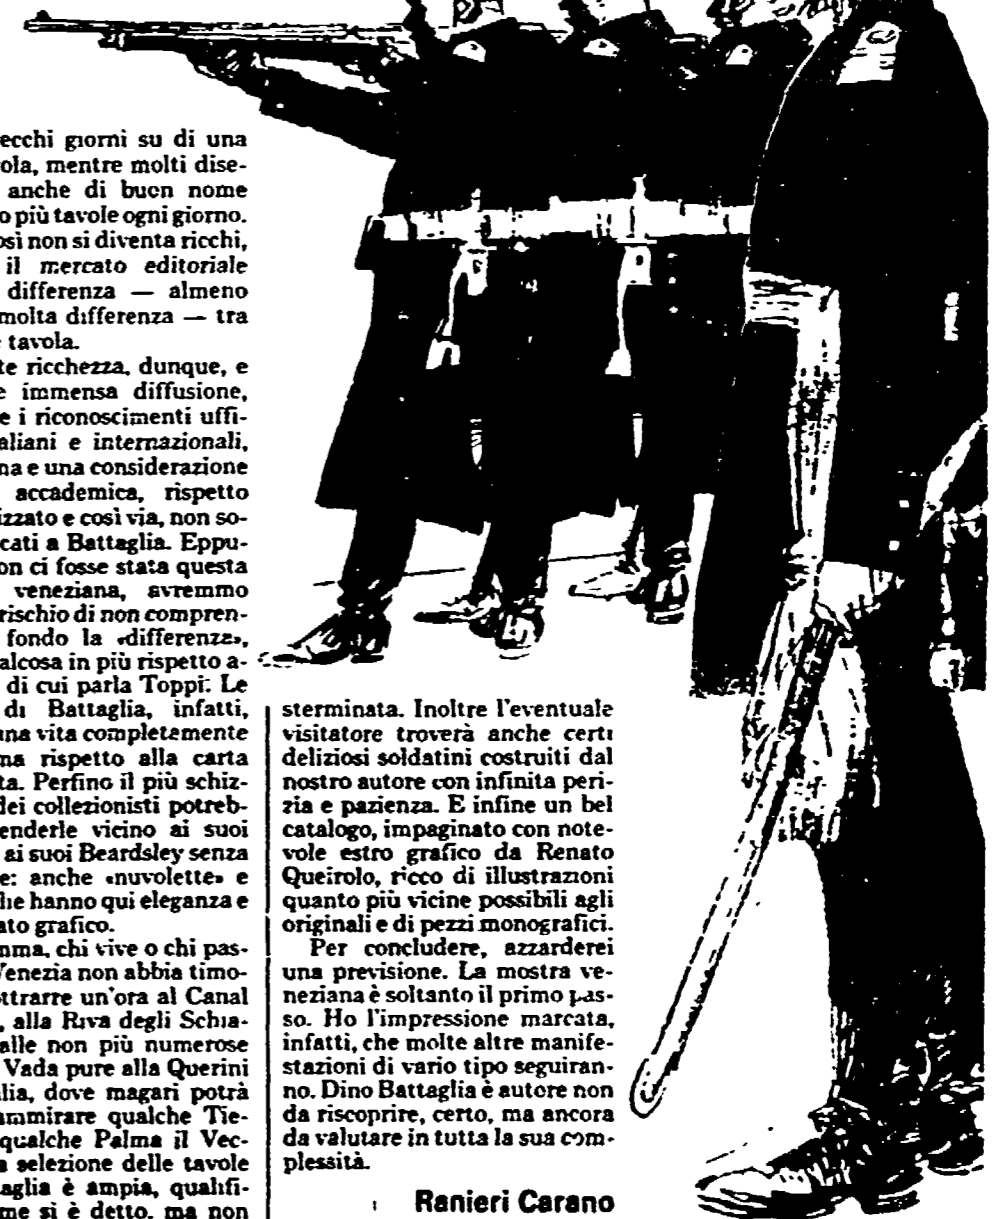 ecchi giorni su di una
ola, mentre molti dise-
anche di buon nome
o più tavole ogni giorno.
osì non si diventa ricchi,
il mercato editoriale
differenza — almeno
molta differenza — tra
e tavola.
te ricchezza, dunque, e
e immensa diffusione,
e i riconoscimenti uffi-
aliani e internazionali,
na e una considerazione
accademica, rispetto
izzato e così via, non so-
cati a Battaglia. Eppu-
on ci fosse stata questa
veneziana, avremmo
rischio di non compren-
fondo la «differenza»,
alcosa in più rispetto a-
di cui parla Toppi: Le
di Battaglia, infatti,
una vita completamente
ma rispetto alla carta
ta. Perfino il più schiz-
dei collezionisti potreb-
enderle vicino ai suoi
ai suoi Beardsley senza
e: anche «nuvolette» e
che hanno qui eleganza e
ato grafico.
mma, chi vive o chi pas-
Venezia non abbia timo-
ottrarre un'ora al Canal
, alla Riva degli Schia-
alle non più numerose
Vada pure alla Querini
lia, dove magari potrà
ammirare qualche Tie-
qualche Palma il Vec-
a selezione delle tavole
aglia è ampia, qualifi-
me si è detto, ma non
sterminata. Inoltre l'eventuale
visitatore troverà anche certi
deliziosi soldatini costruiti dal
nostro autore con infinita peri-
zia e pazienza. E infine un bel
catalogo, impaginato con note-
vole estro grafico da Renato
Queirolo, ricco di illustrazioni
quanto più vicine possibili agli
originali e di pezzi monografici.
Per concludere, azzarderei
una previsione. La mostra ve-
neziana è soltanto il primo pas-
so. Ho l'impressione marcata,
infatti, che molte altre manife-
stazioni di vario tipo seguiran-
no. Dino Battaglia è autore non
da riscoprire, certo, ma ancora
da valutare in tutta la sua com-
plessità.
Ranieri Carano